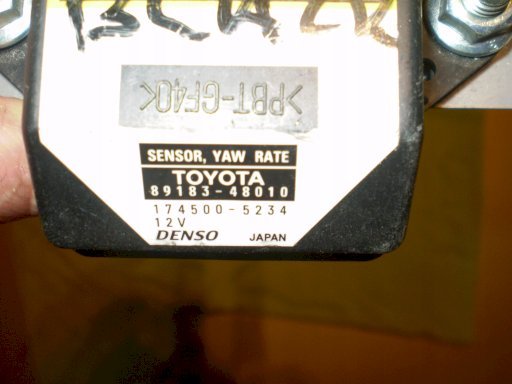 >PBT-GF40<
SENSOR, YAW RATE
TOYOTA
89183-48010
174500-5234
12V
DENSO JAPAN